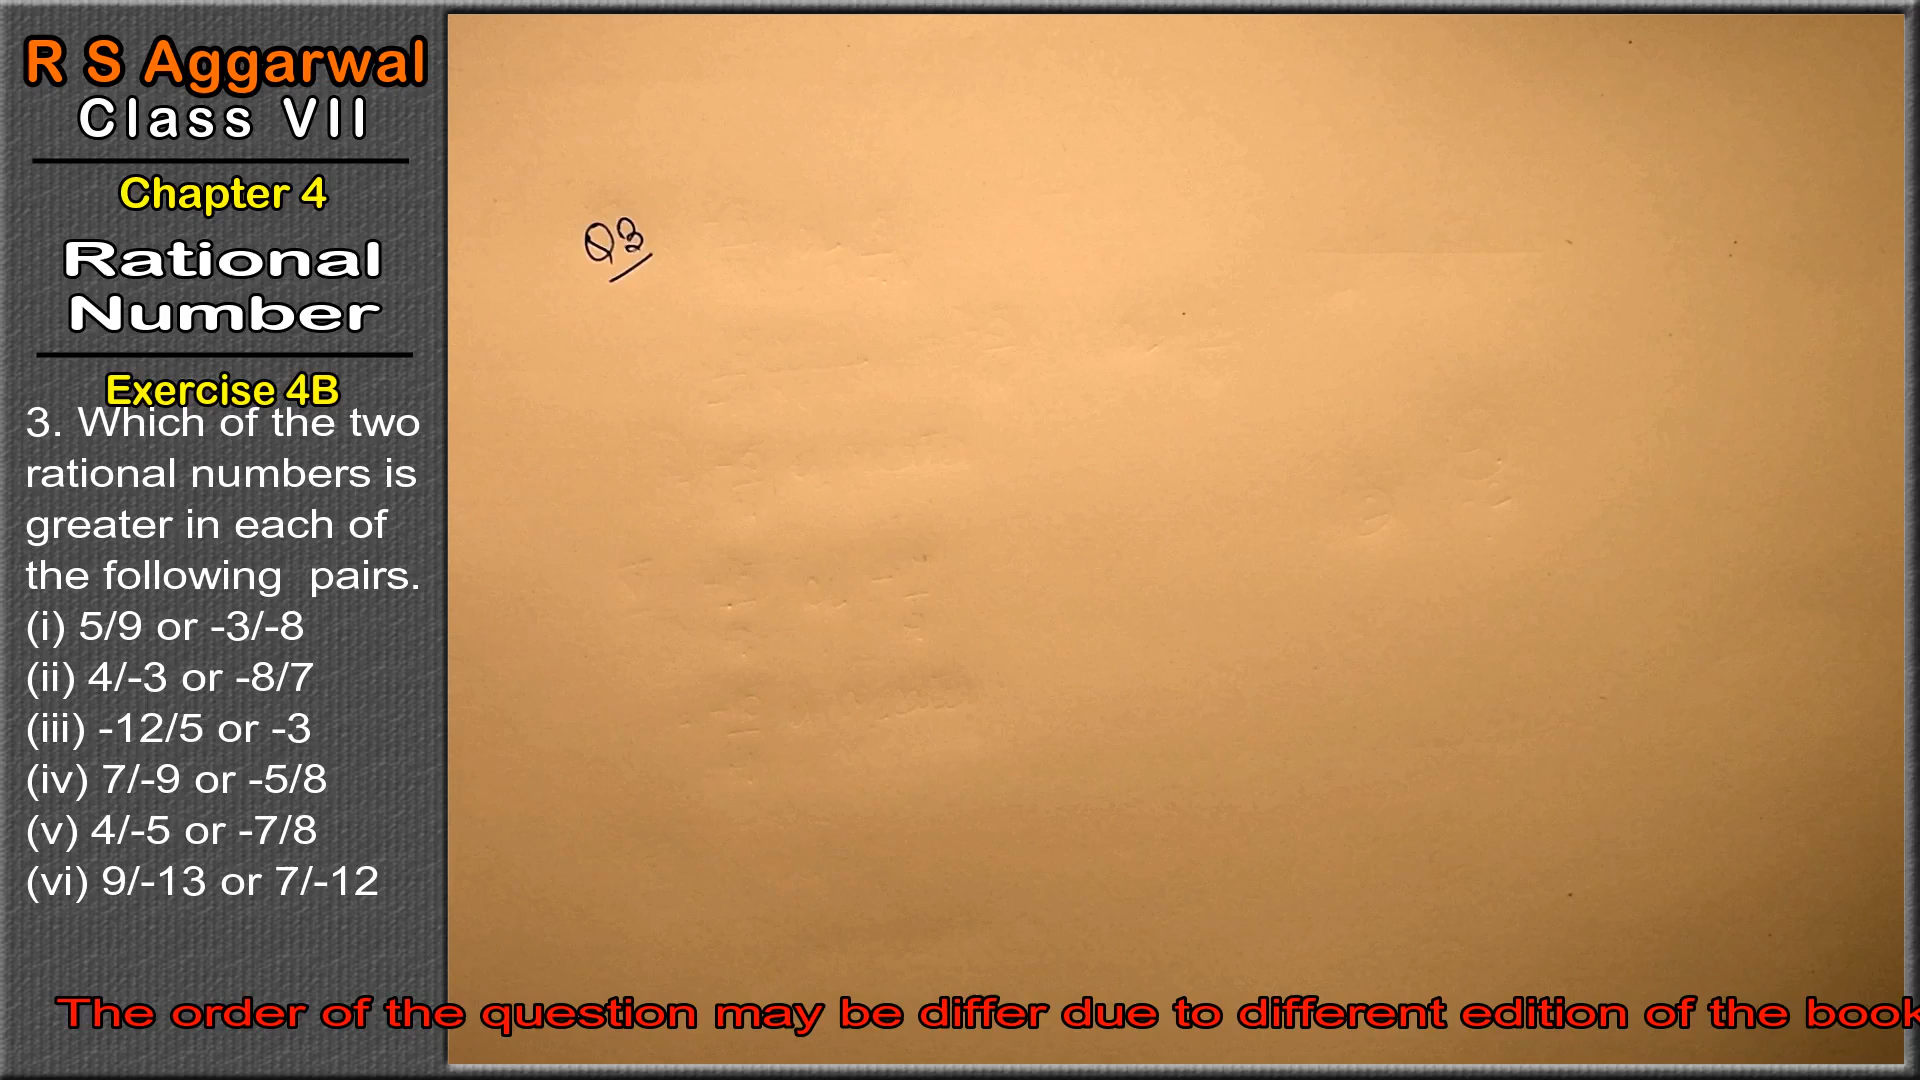 R S Aggarwal
Class VII
Chapter 4
Rational
Number
Exercise 4B
3. Which of the two
rational numbers is
greater in each of
the following pairs.
(i) 5/9 or -3/-8
(ii) 4/-3 or -8/7
(iii) -12/5 or -3
(iv) 7/-9 or -5/8
(v) 4/-5 or -7/8
(vi) 9/-13 or 7/-12
Q3
The order of the question may be differ due to different edition of the book